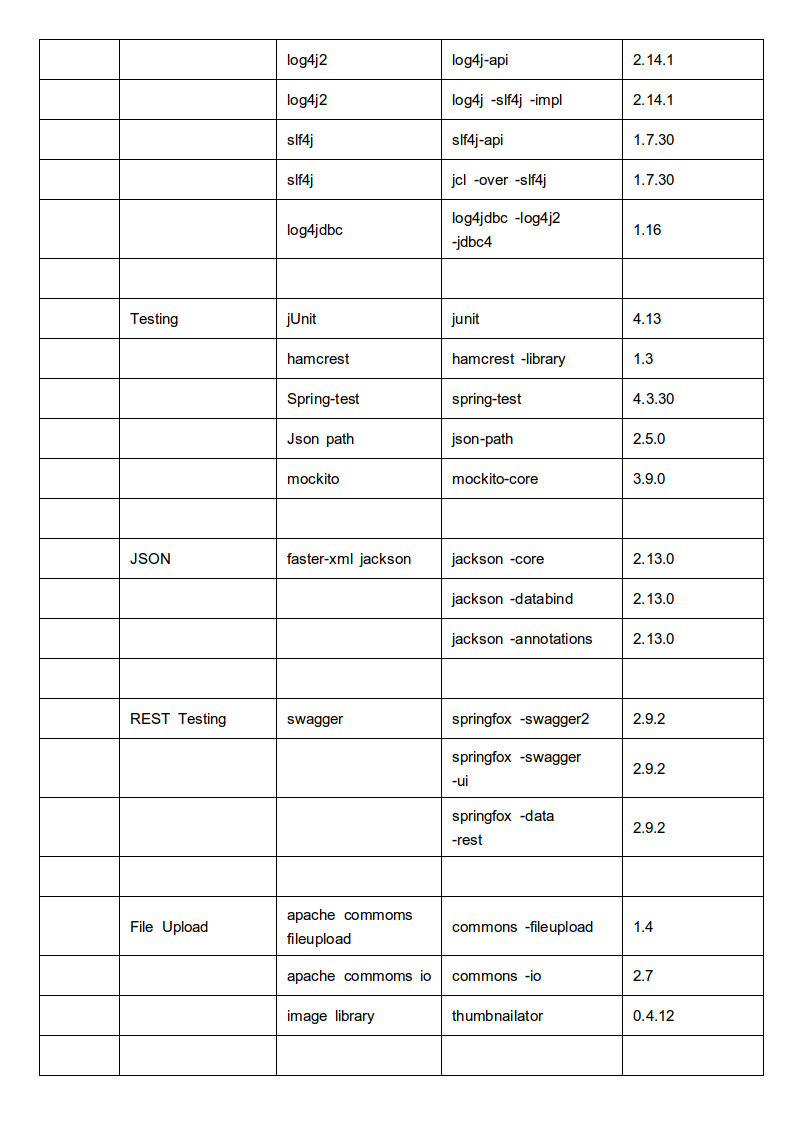 log4j2 log4j-api 2.14.1
log4j2 log4j -slf4j -impl 2.14.1
slf4j slf4j-api 1.7.30
slf4j jcl -over -slf4j 1.7.30
log4jdbc log4jdbc -log4j2
-jdbc4 1.16
Testing jUnit junit 4.13
hamcrest hamcrest -library 1.3
Spring-test spring-test 4.3.30
Json path json-path 2.5.0
mockito mockito-core 3.9.0
JSON faster-xml jackson jackson -core 2.13.0
jackson -databind 2.13.0
jackson -annotations 2.13.0
REST Testing swagger springfox -swagger2 2.9.2
springfox -swagger
-ui 2.9.2
springfox -data
-rest 2.9.2
File Upload apache commoms
fileupload commons -fileupload 1.4
apache commoms io commons -io 2.7
image library thumbnailator 0.4.12